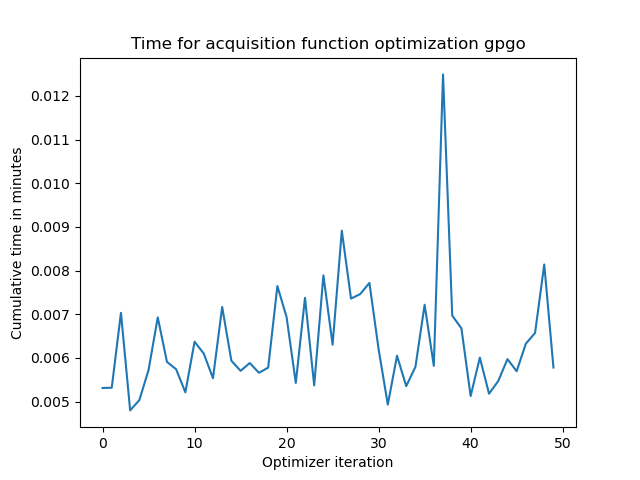 Time for acquisition function optimization gpgo
0.012
0.011
0.010
0.009
0.008
0.007
0.006
0.005
Cumulative time in minutes
0 10 20 30 40 50
Optimizer iteration